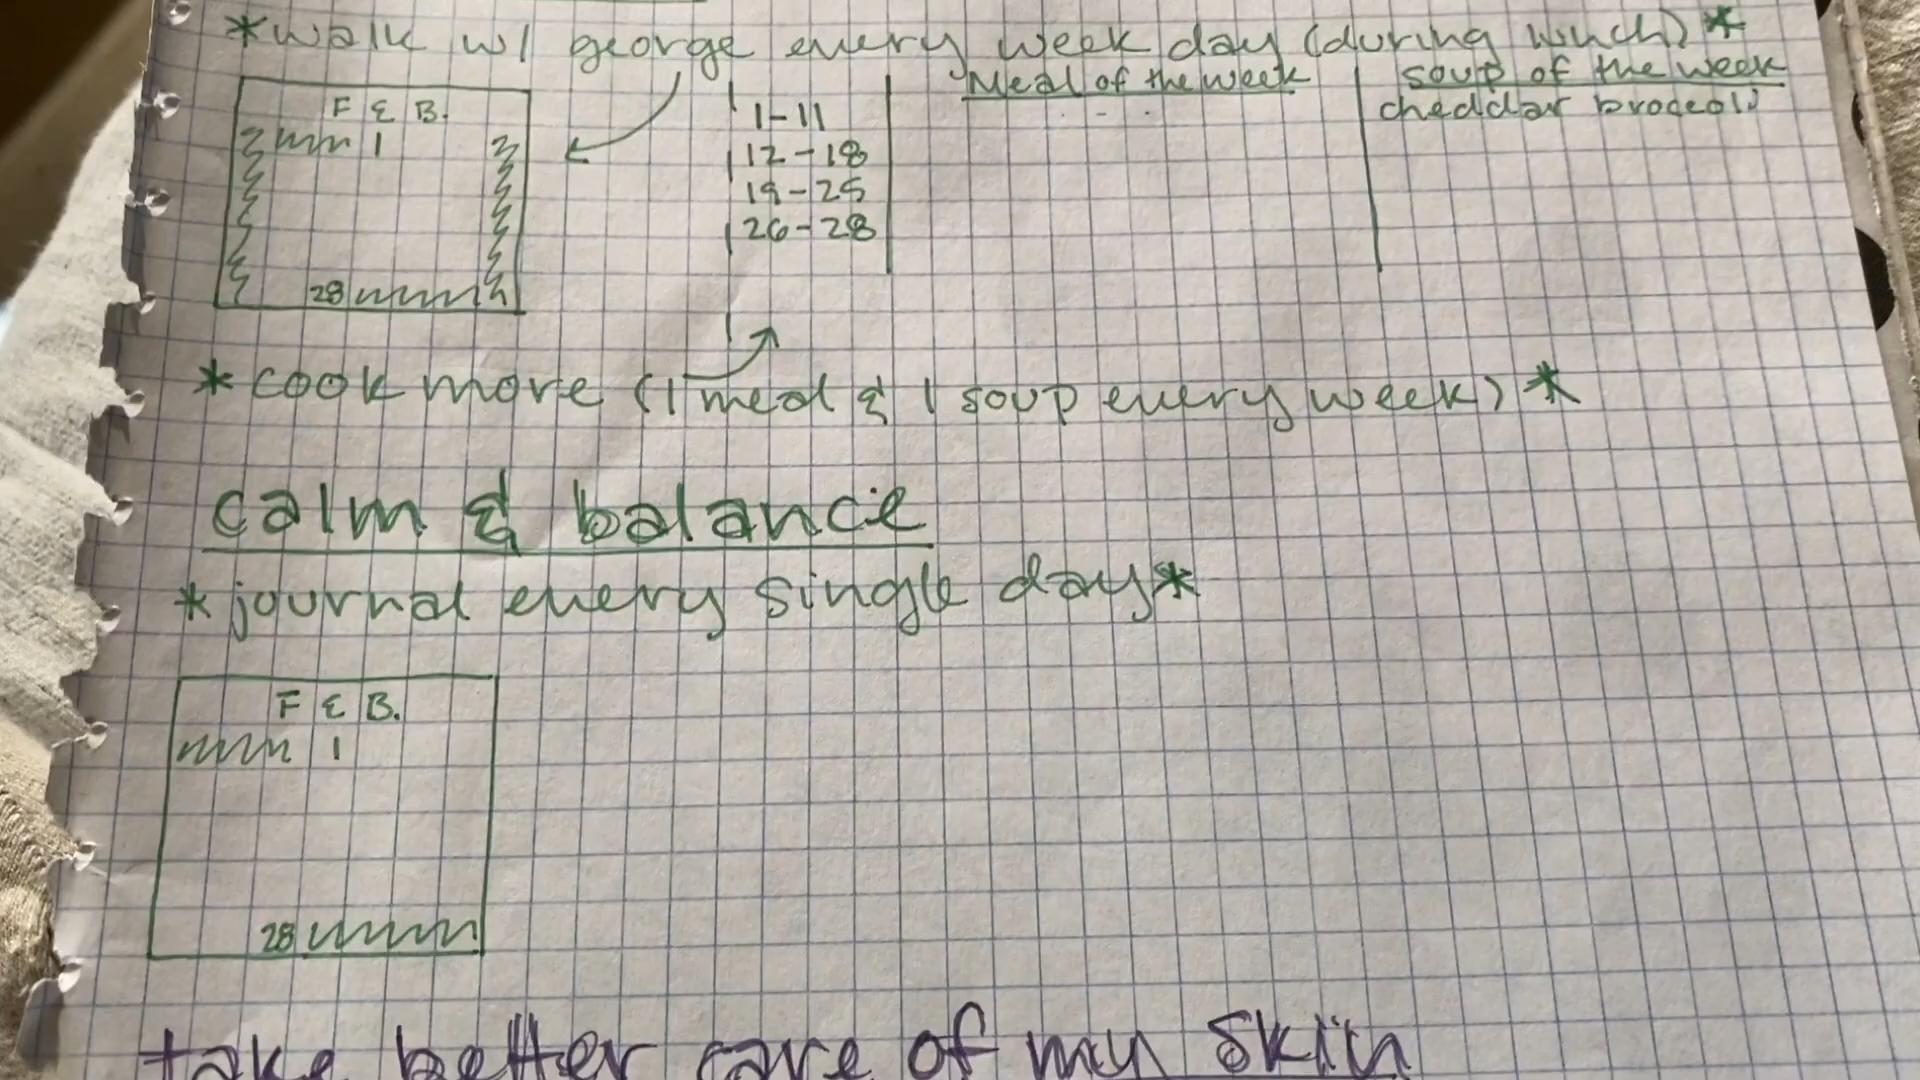 *walk w/ george every week day (during lunch)*
F & B.
1
28
1-11
12-18
19-25
26-28
Meal of the week
soup of the week
cheddar brocoli
*cook more (1 meal & 1 soup every week)*
calm & balance
*journal every single day*
F & B.
1
28
take better care of my skin